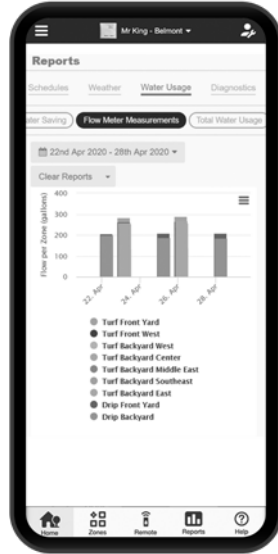 Mr King - Belmont
Reports
Schedules Weather Water Usage Diagnostics
ater Saving Flow Meter Measurements Total Water Usage
22nd Apr 2020 - 28th Apr 2020
Clear Reports
Flow per Zone (gallons)
400
300
200
100
0
22. Apr 24. Apr 26. Apr 28. Apr
Turf Front Yard
Turf Front West
Turf Backyard West
Turf Backyard Center
Turf Backyard Middle East
Turf Backyard Southeast
Turf Backyard East
Drip Front Yard
Drip Backyard
Home Zones Remote Reports Help